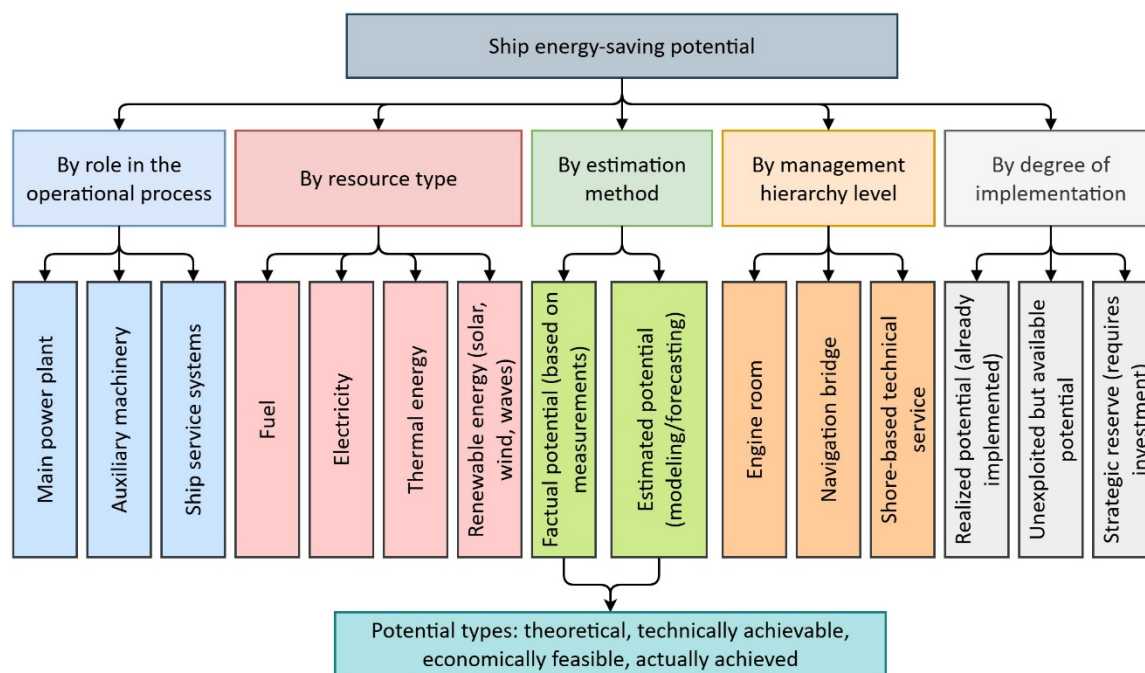 Ship energy-saving potential
By role in the
operational process
By resource type
By estimation
method
By management
hierarchy level
By degree of
implementation
Main power plant
Auxiliary machinery
Ship service systems
Fuel
Electricity
Thermal energy
Renewable energy (solar,
wind, waves)
Factual potential (based on
measurements)
Estimated potential
(modeling/forecasting)
Engine room
Navigation bridge
Shore-based technical
service
Realized potential (already
implemented)
Unexploited but available
potential
Strategic reserve (requires
investment)
Potential types: theoretical, technically achievable,
economically feasible, actually achieved